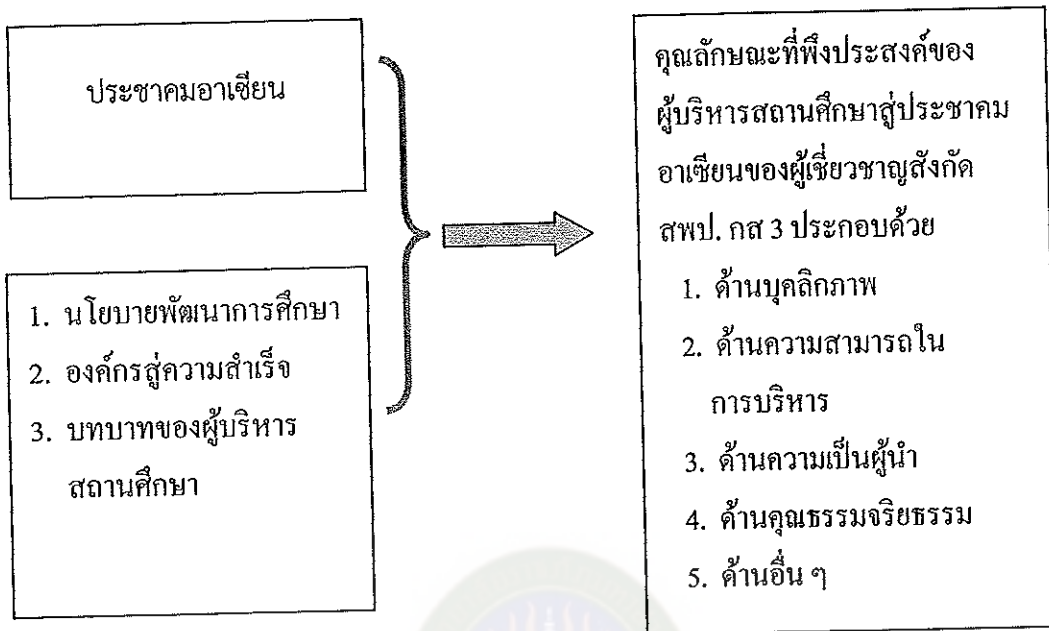 ประชาคมอาเซียน
1. นโยบายพัฒนาการศึกษา
2. องค์กรสู่ความสำเร็จ
3. บทบาทของผู้บริหาร
สถานศึกษา
คุณลักษณะที่พึงประสงค์ของ
ผู้บริหารสถานศึกษาสู่ประชาคม
อาเซียนของผู้เชี่ยวชาญสังกัด
สพป. กส 3 ประกอบด้วย
1. ด้านบุคลิกภาพ
2. ด้านความสามารถใน
การบริหาร
3. ด้านความเป็นผู้นำ
4. ด้านคุณธรรมจริยธรรม
5. ด้านอื่น ๆ